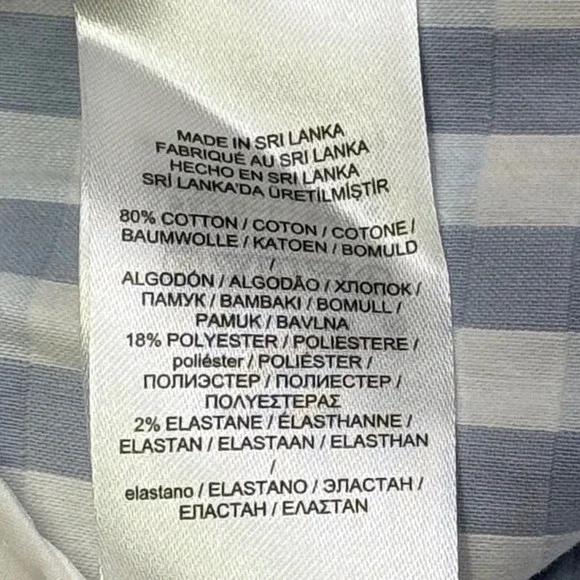 MADE IN SRI LANKA
FABRIQUÉ AU SRI LANKA
HECHO EN SRI LANKA
SRİ LANKA'DA ÜRETİLMİŞTİR
80% COTTON / COTON / COTONE /
BAUMWOLLE / KATOEN / BOMULD
/
ALGODÓN / ALGODÃO / ХЛОПОК /
ПАМУК / ΒΑΜΒΑΚΙ / BOMULL /
PAMUK / BAVLNA
18% POLYESTER / POLIESTERE /
poliéster / POLIÉSTER /
ПОЛИЭСТЕР / ПОЛИЕСТЕР /
ΠΟΛΥΕΣΤΕΡΑΣ
2% ELASTANE / ÉLASTHANNE /
ELASTAN / ELASTAAN / ELASTHAN
/
elastano / ELASTANO / ЭЛАСТАН /
ЕЛАСТАН / ΕΛΑΣΤΑΝ